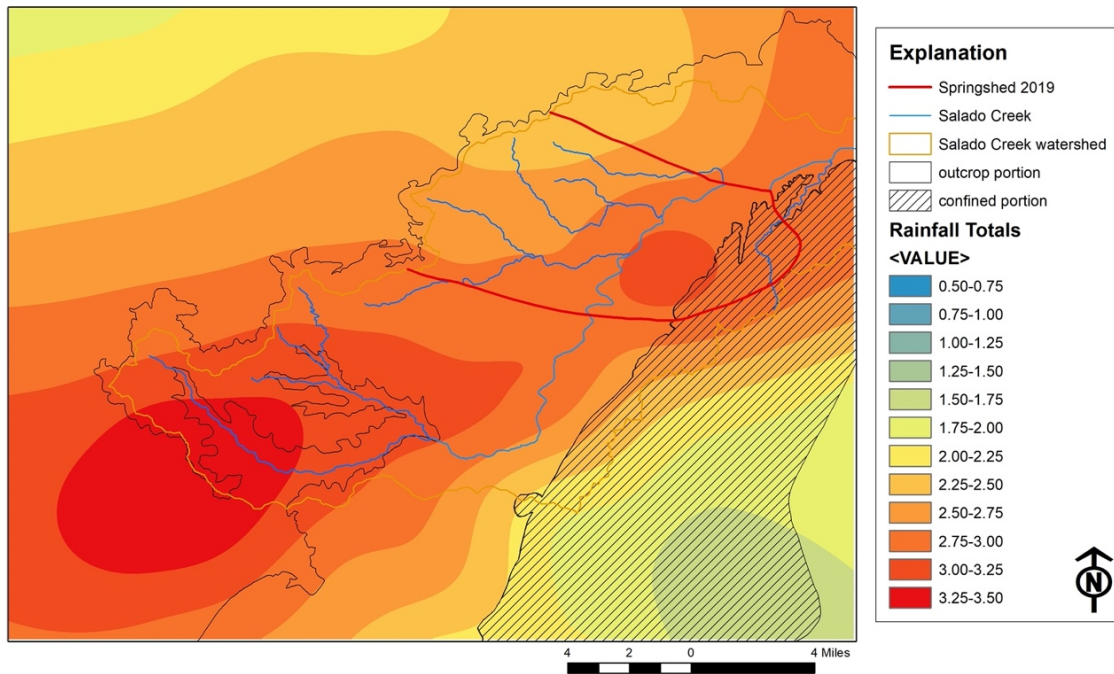 Explanation
Springshed 2019
Salado Creek
Salado Creek watershed
outcrop portion
confined portion
Rainfall Totals
<VALUE>
0.50-0.75
0.75-1.00
1.00-1.25
1.25-1.50
1.50-1.75
1.75-2.00
2.00-2.25
2.25-2.50
2.50-2.75
2.75-3.00
3.00-3.25
3.25-3.50
N
4 2 0 4 Miles